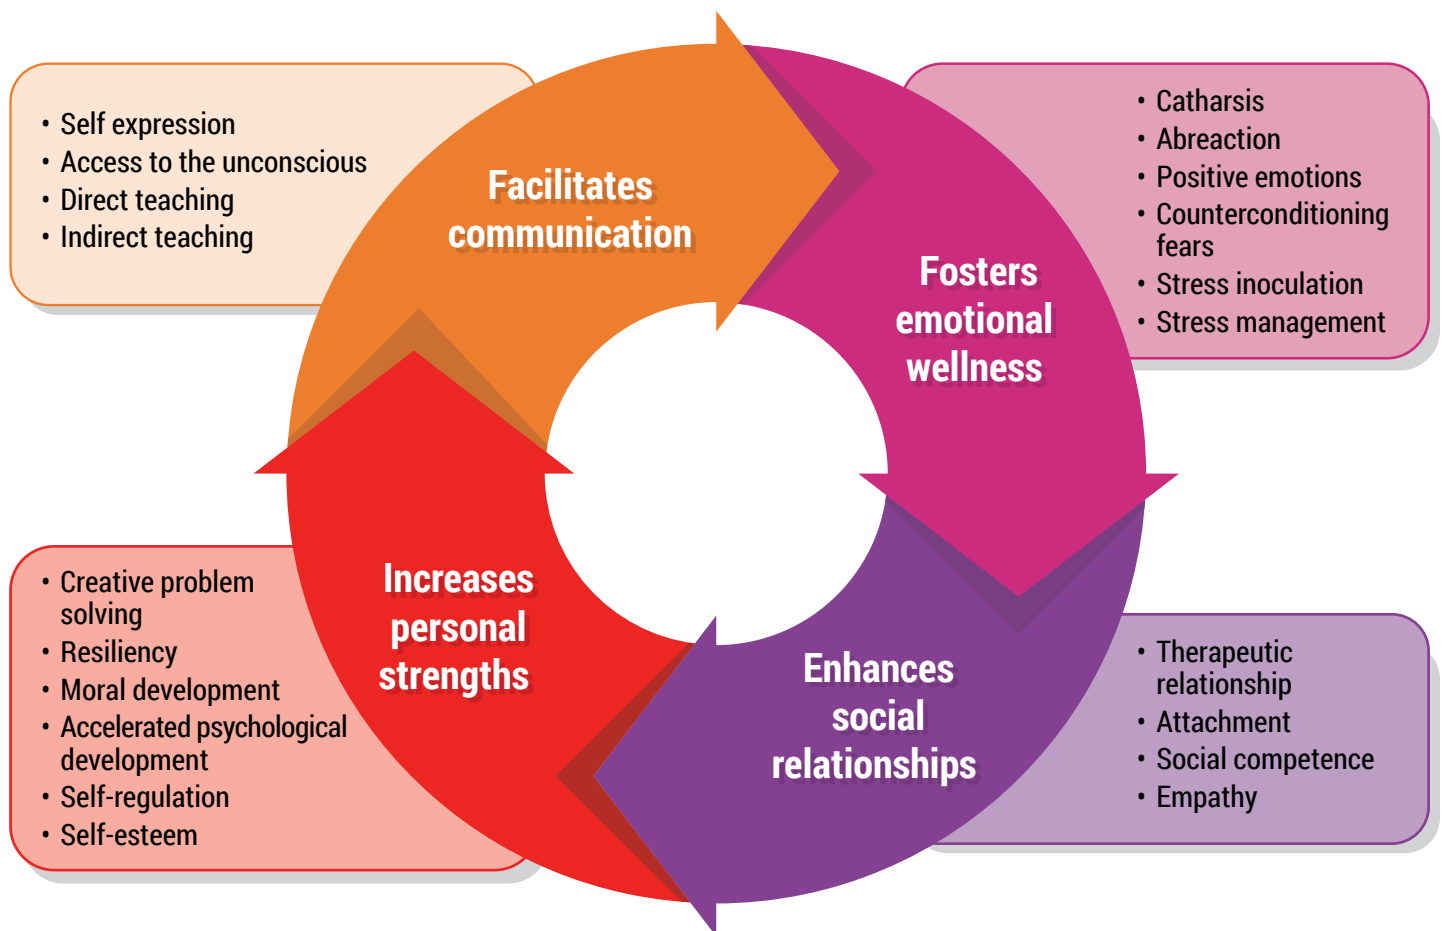 • Self expression
• Access to the unconscious
• Direct teaching
• Indirect teaching
Facilitates
communication
• Catharsis
• Abreaction
• Positive emotions
• Counterconditioning
fears
• Stress inoculation
• Stress management
Fosters
emotional
wellness
• Creative problem
solving
• Resiliency
• Moral development
• Accelerated psychological
development
• Self-regulation
• Self-esteem
Increases
personal
strengths
Enhances
social
relationships
• Therapeutic
relationship
• Attachment
• Social competence
• Empathy